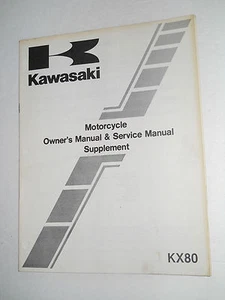 Kawasaki
Motorcycle
Owner's Manual & Service Manual
Supplement
KX80